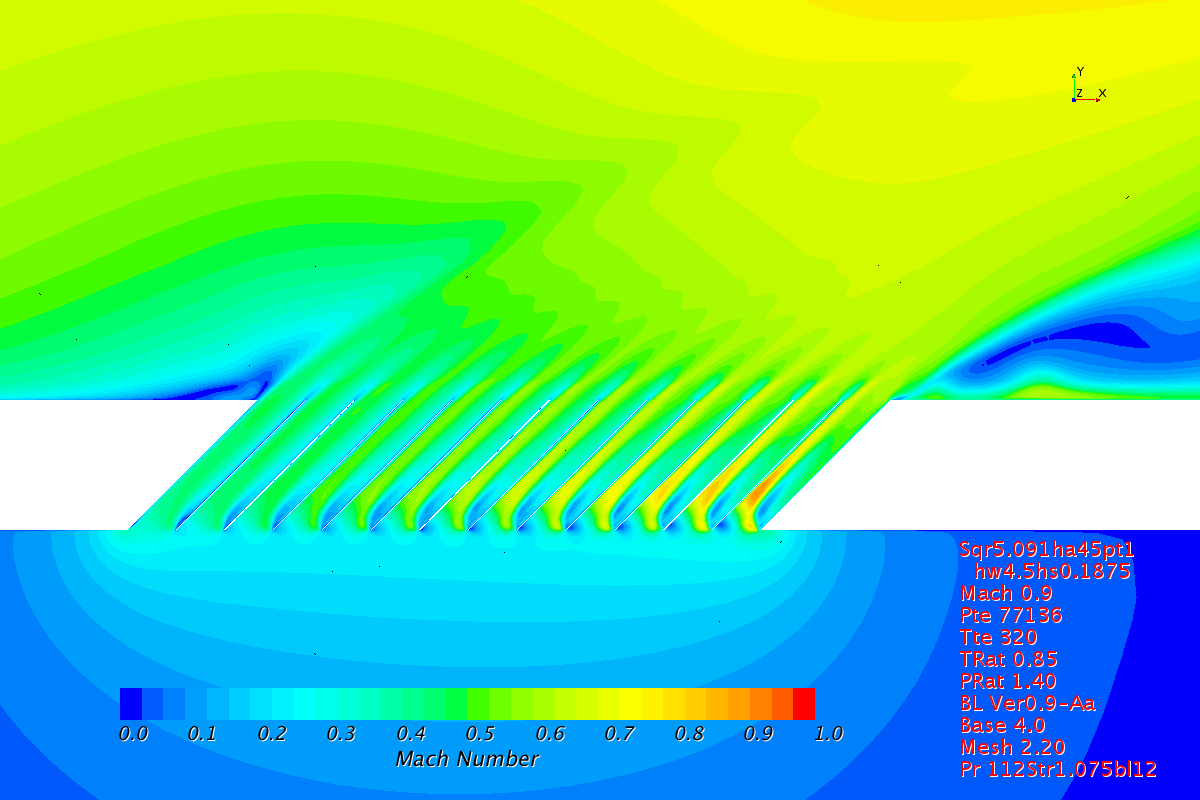 Y
Z X
Sqr5.091ha45pt1
hw4.5hs0.1875
Mach 0.9
Pte 77136
Tte 320
TRat 0.85
PRat 1.40
BL Ver0.9-Aa
Base 4.0
Mesh 2.20
Pr 112Str1.075bl12
0.0 0.1 0.2 0.3 0.4 0.5 0.6 0.7 0.8 0.9 1.0
Mach Number